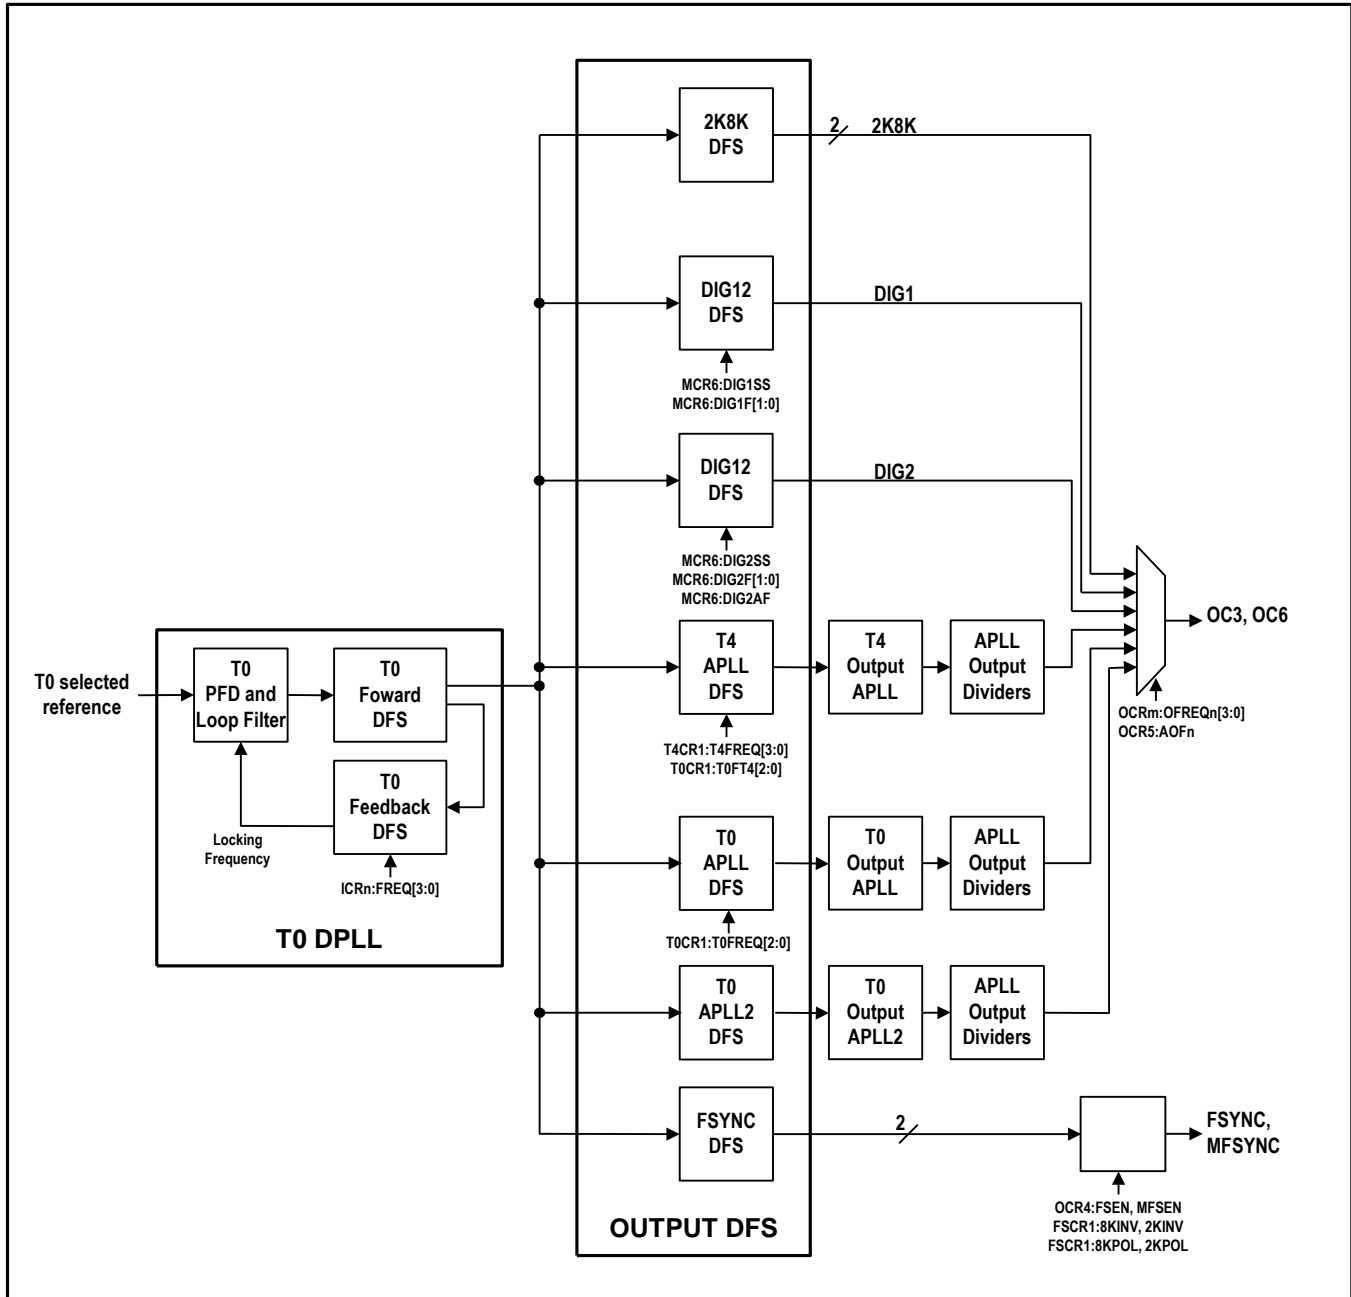 2K8K
DFS
2
2K8K
DIG12
DFS
DIG1
MCR6:DIG1SS
MCR6:DIG1F[1:0]
DIG12
DFS
DIG2
MCR6:DIG2SS
MCR6:DIG2F[1:0]
MCR6:DIG2AF
T0 selected
reference
T0
PFD and
Loop Filter
T0
Foward
DFS
T0
Feedback
DFS
Locking
Frequency
ICRn:FREQ[3:0]
T0 DPLL
T4
APLL
DFS
T4
Output
APLL
APLL
Output
Dividers
T4CR1:T4FREQ[3:0]
T0CR1:T0FT4[2:0]
OC3, OC6
OCRm:OFREQn[3:0]
OCR5:AOFn
T0
APLL
DFS
T0
Output
APLL
APLL
Output
Dividers
T0CR1:T0FREQ[2:0]
T0
APLL2
DFS
T0
Output
APLL2
APLL
Output
Dividers
FSYNC
DFS
2
FSYNC,
MFSYNC
OCR4:FSEN, MFSEN
FSCR1:8KINV, 2KINV
FSCR1:8KPOL, 2KPOL
OUTPUT DFS